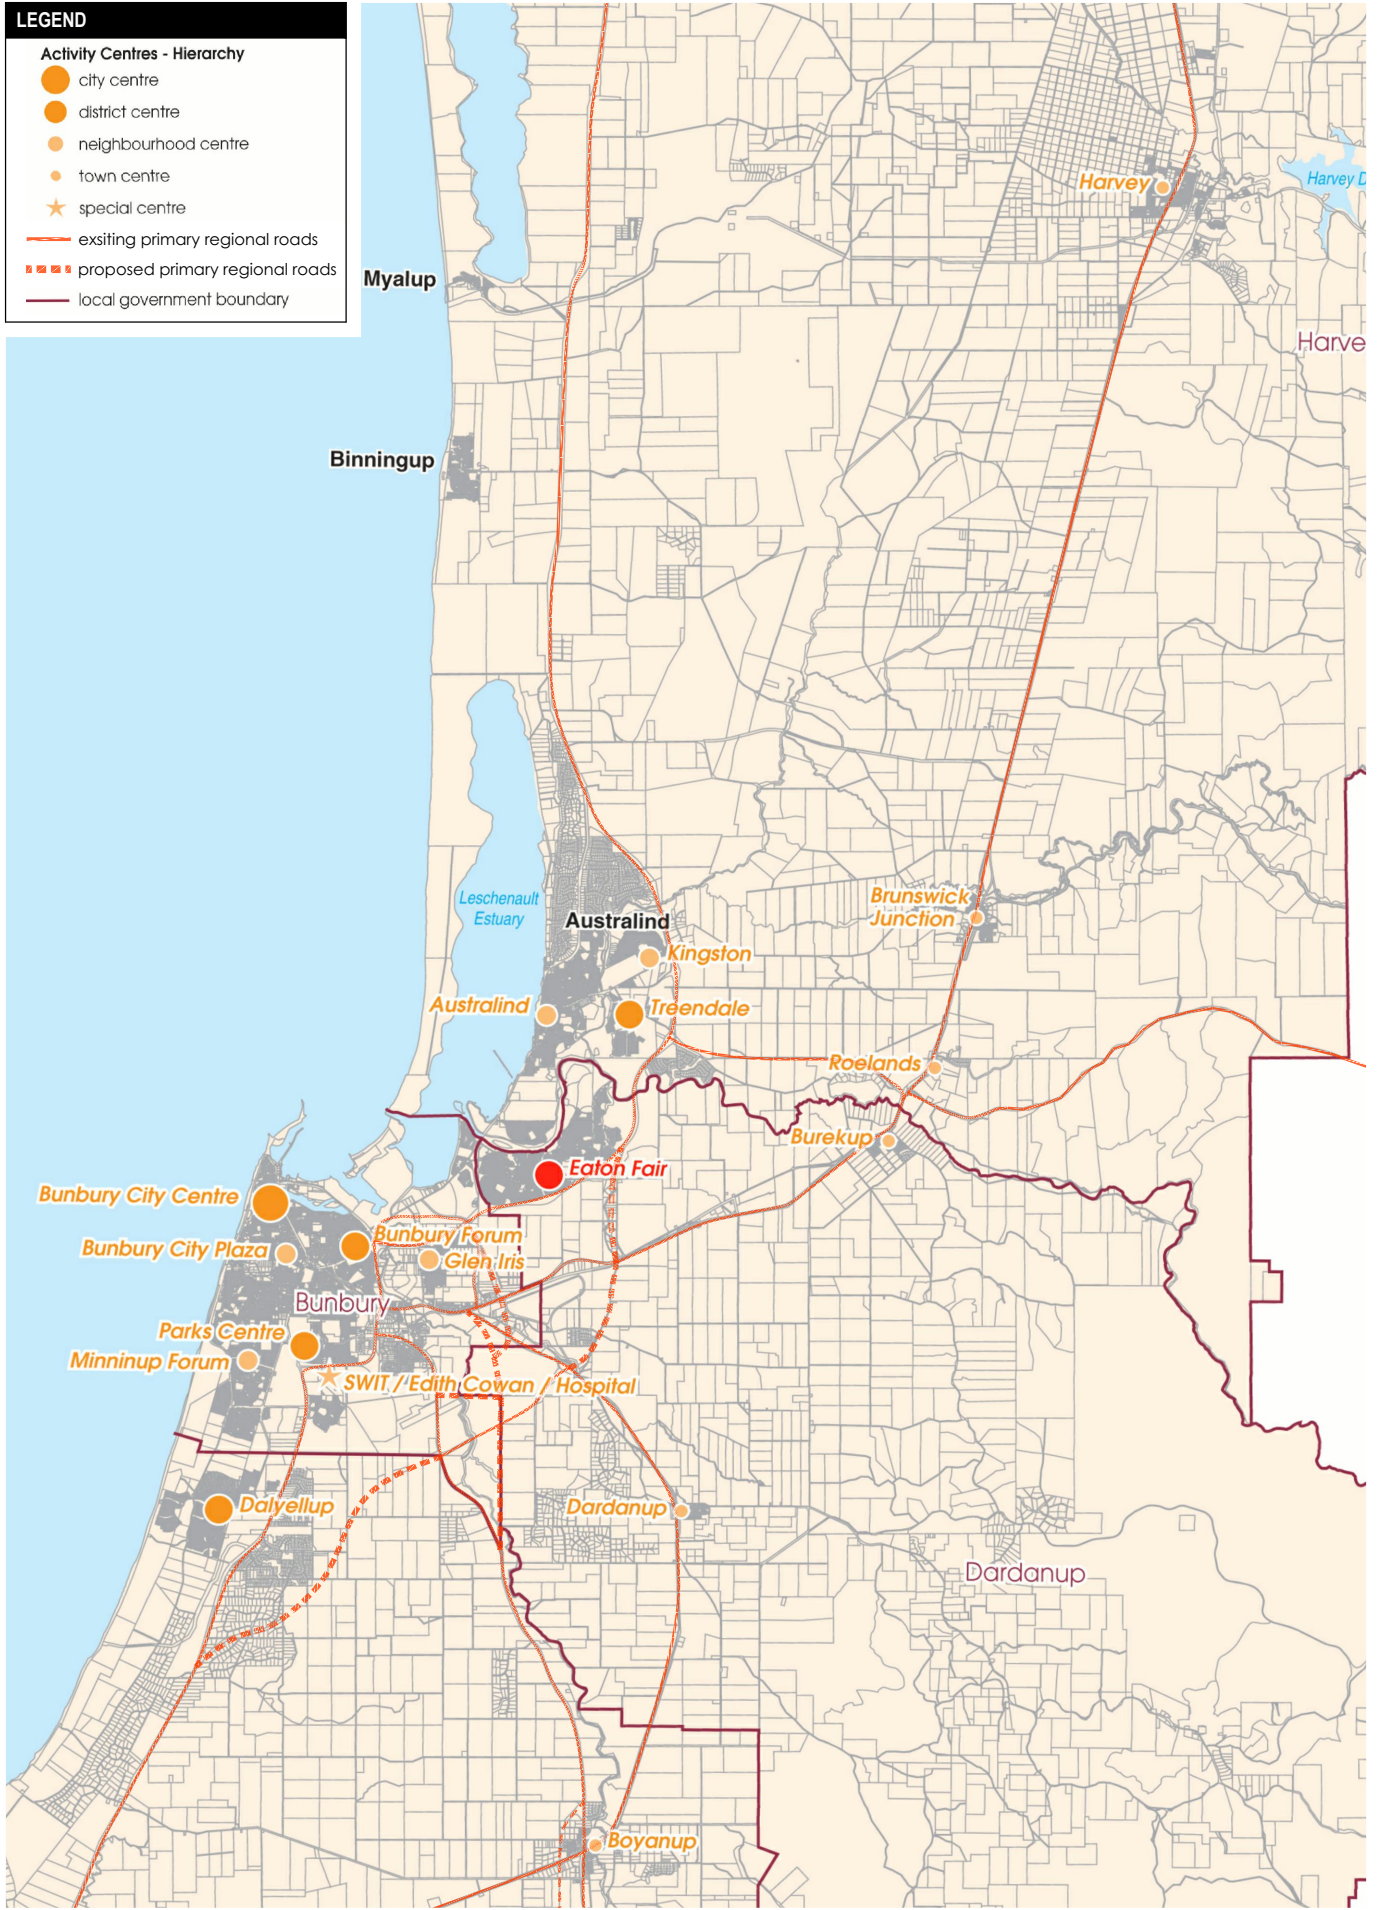 LEGEND
Activity Centres - Hierarchy
city centre
district centre
neighbourhood centre
town centre
special centre
exsiting primary regional roads
proposed primary regional roads
local government boundary
Harvey
Harvey D
Myalup
Harve
Binningup
Leschenault
Estuary
Australind
Brunswick
Junction
Kingston
Australind
Treendale
Roelands
Burekup
Eaton Fair
Bunbury City Centre
Bunbury Forum
Bunbury City Plaza
Glen Iris
Bunbury
Parks Centre
Minninup Forum
SWIT / Edith Cowan / Hospital
Dalyellup
Dardanup
Dardanup
Boyanup